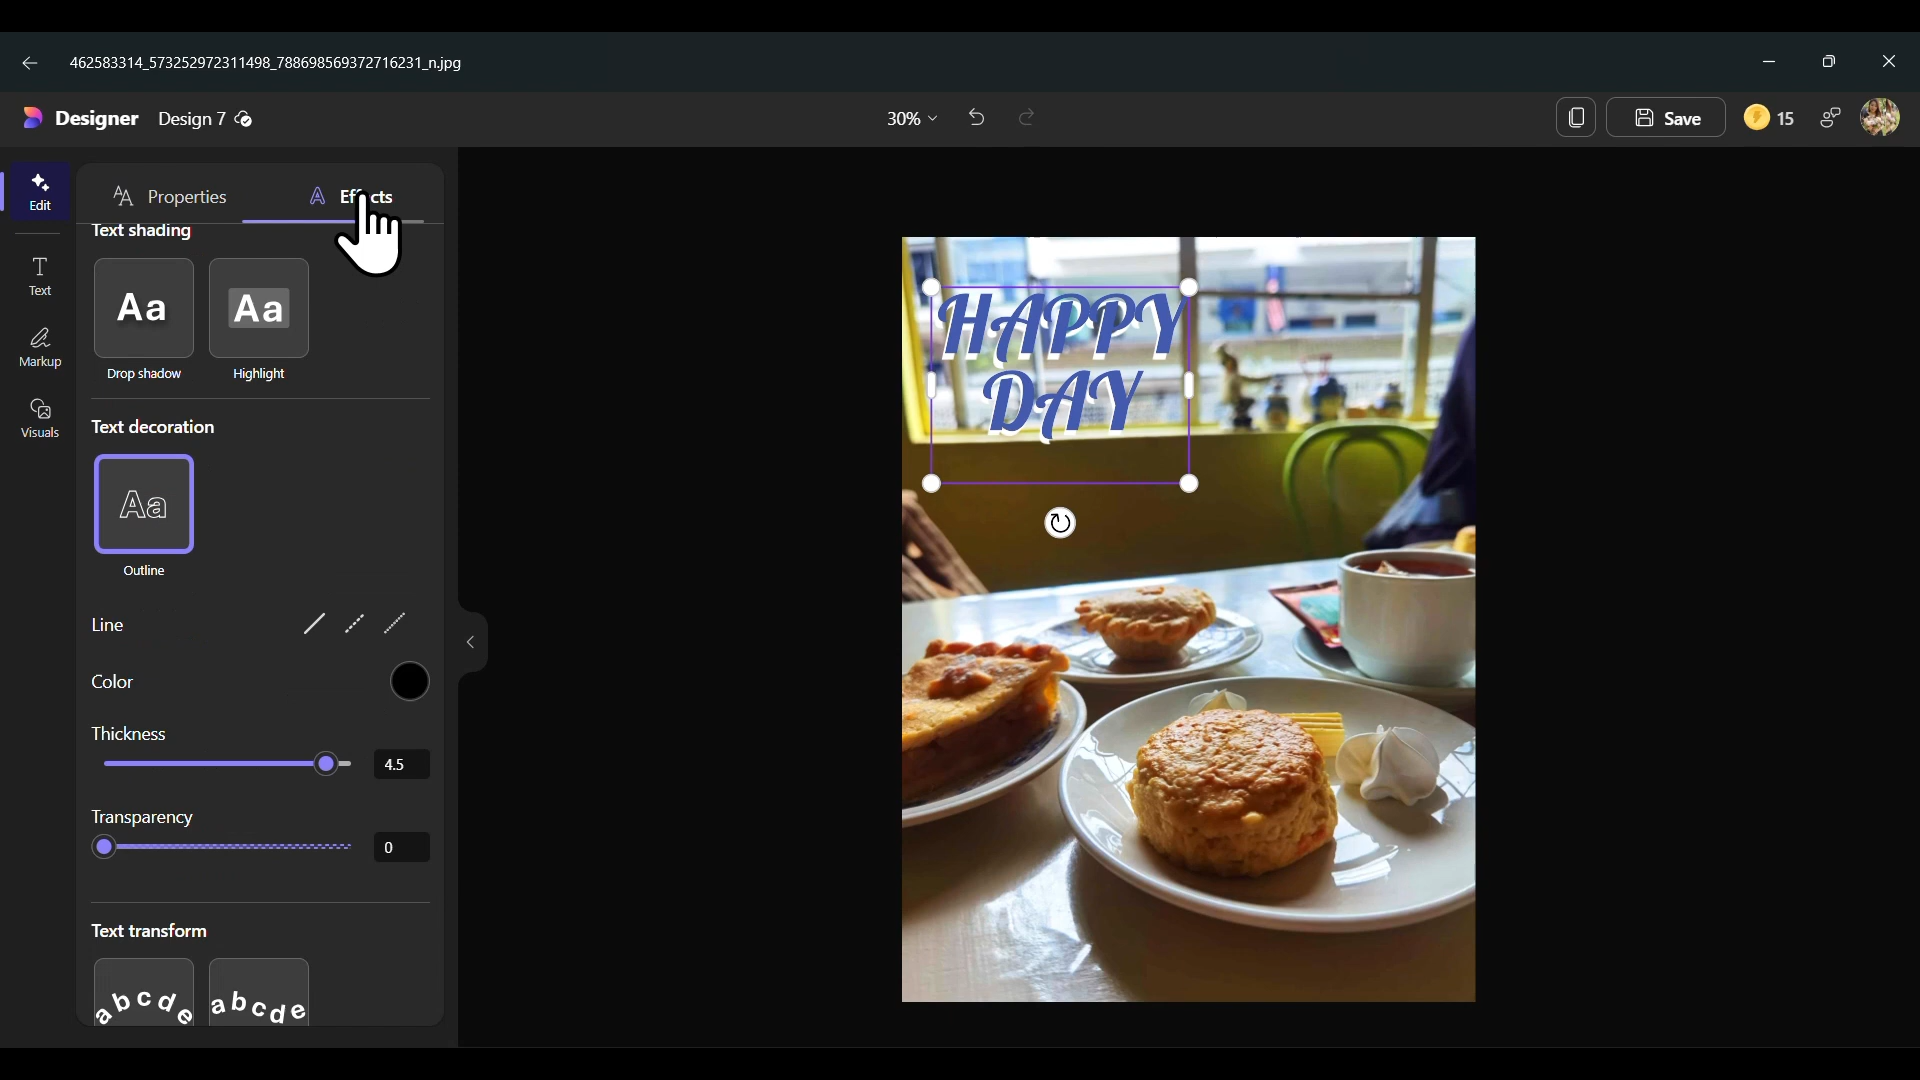 462583314_573252972311498_788698569372716231_n.jpg
Designer Design 7
30%
Save
15
Edit
Text
Markup
Visuals
Properties
Effects
Text shading
Aa
Aa
Drop shadow
Highlight
Text decoration
Aa
Outline
Line
Color
Thickness
4.5
Transparency
0
Text transform
abcde
abcde
HAPPY
DAY